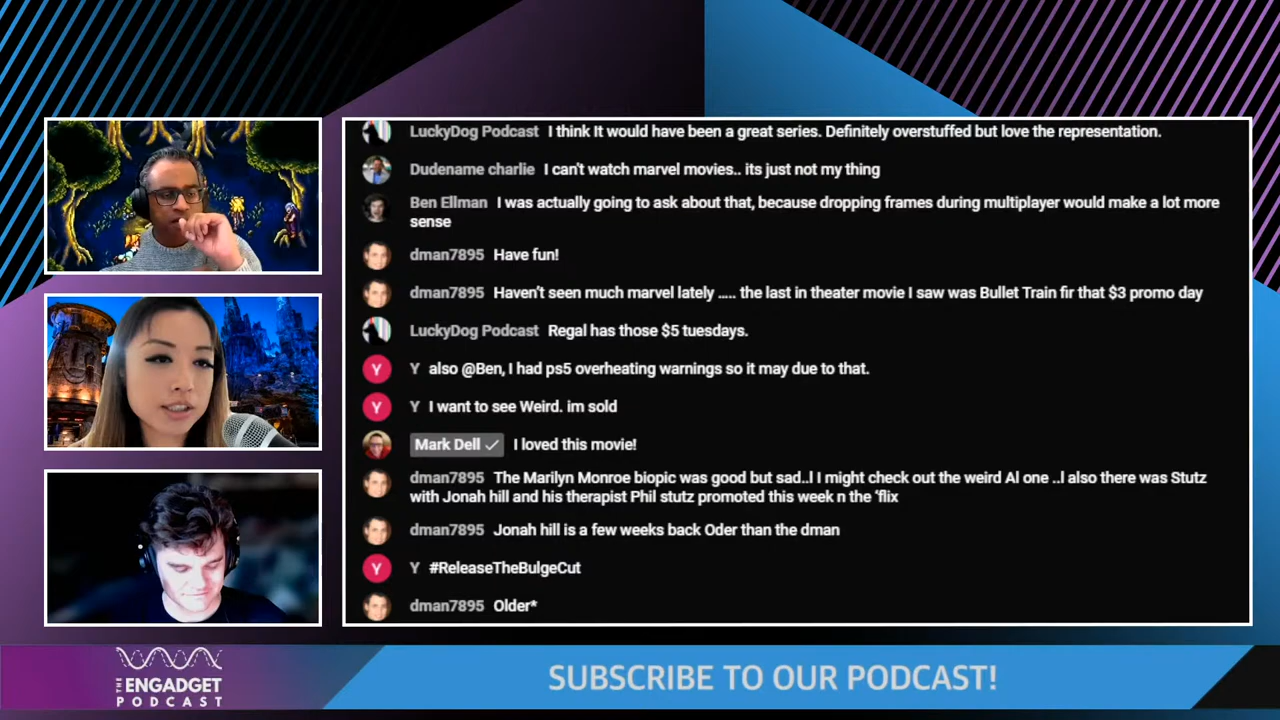 LuckyDog Podcast I think It would have been a great series. Definitely overstuffed but love the representation.
Dudename charlie I can't watch marvel movies.. its just not my thing
Ben Ellman I was actually going to ask about that, because dropping frames during multiplayer would make a lot more
sense
dman7895 Have fun!
dman7895 Haven't seen much marvel lately ..... the last in theater movie I saw was Bullet Train fir that $3 promo day
LuckyDog Podcast Regal has those $5 tuesdays.
Y Y also @Ben, I had ps5 overheating warnings so it may due to that.
Y Y I want to see Weird. im sold
Mark Dell ✓ I loved this movie!
dman7895 The Marilyn Monroe biopic was good but sad..l I might check out the weird Al one ..l also there was Stutz
with Jonah hill and his therapist Phil stutz promoted this week n the ‘flix
dman7895 Jonah hill is a few weeks back Oder than the dman
Y Y #ReleaseTheBulgeCut
dman7895 Older*
THE ENGADGET
PODCAST
SUBSCRIBE TO OUR PODCAST!